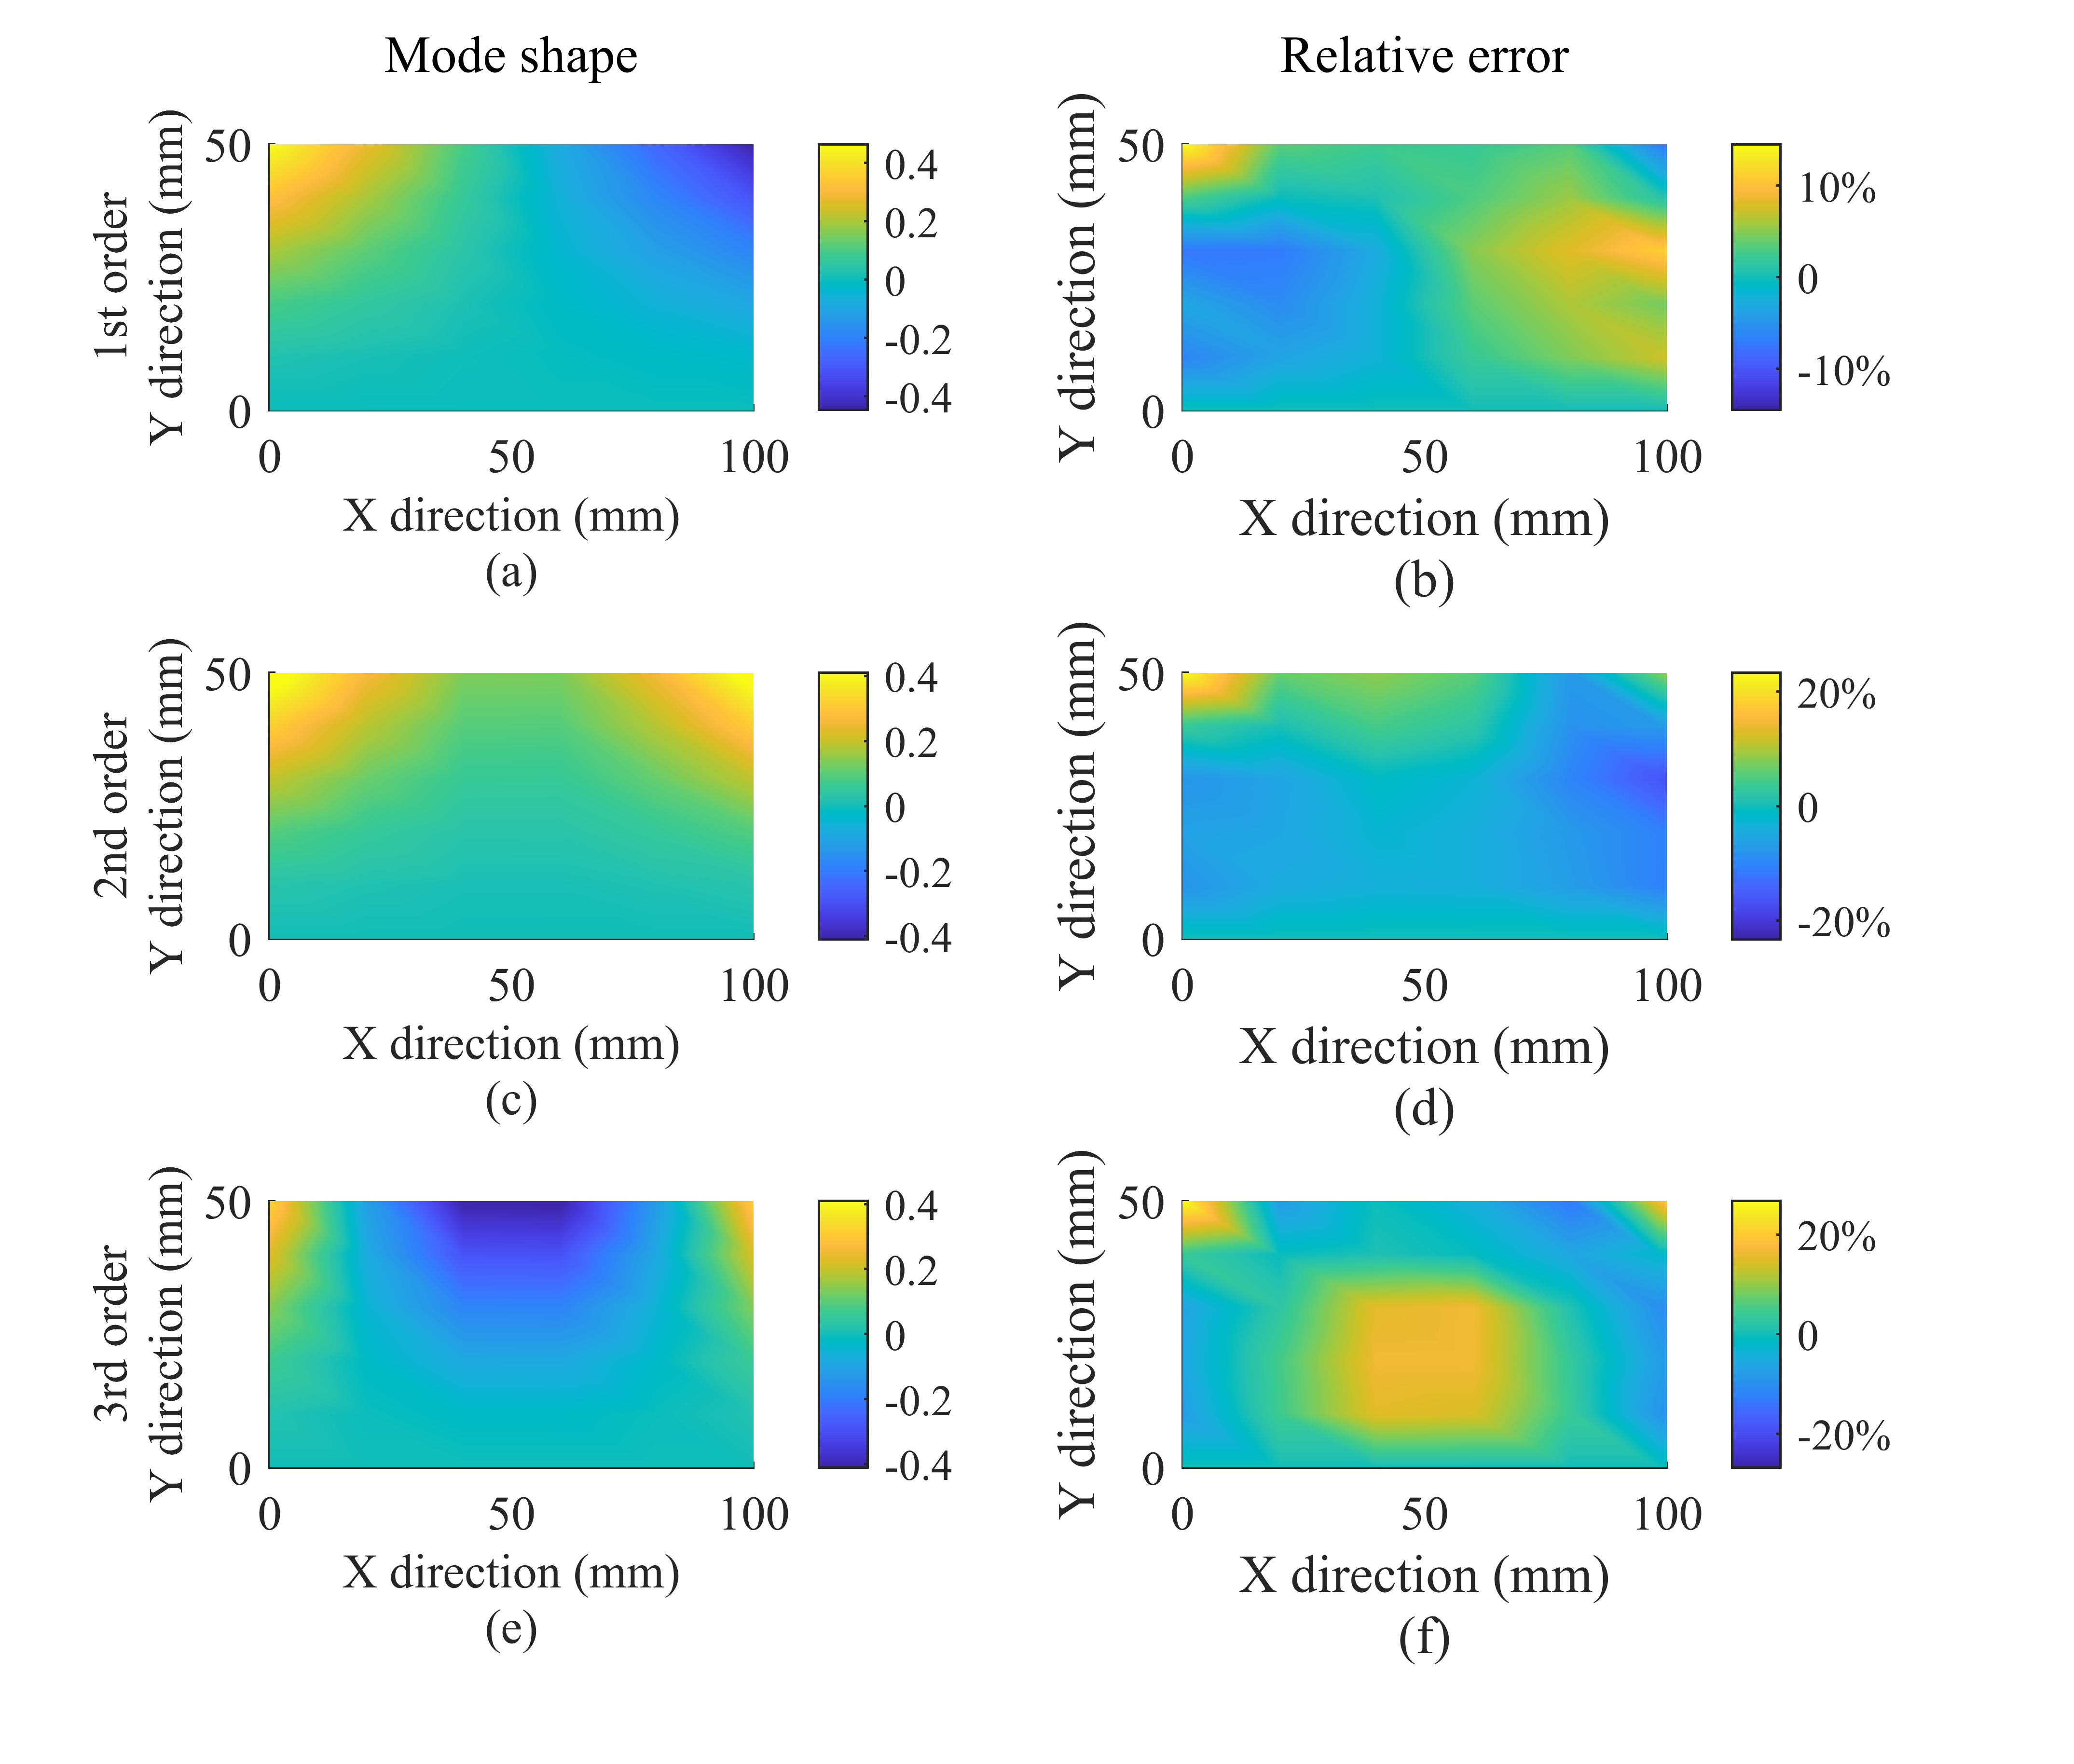 Mode shape
Relative error
1st order
Y direction (mm)
50
0
0 50 100
X direction (mm)
(a)
0.4
0.2
0
-0.2
-0.4
Y direction (mm)
50
0
0 50 100
X direction (mm)
(b)
10%
0
-10%
2nd order
Y direction (mm)
50
0
0 50 100
X direction (mm)
(c)
0.4
0.2
0
-0.2
-0.4
Y direction (mm)
50
0
0 50 100
X direction (mm)
(d)
20%
0
-20%
3rd order
Y direction (mm)
50
0
0 50 100
X direction (mm)
(e)
0.4
0.2
0
-0.2
-0.4
Y direction (mm)
50
0
0 50 100
X direction (mm)
(f)
20%
0
-20%